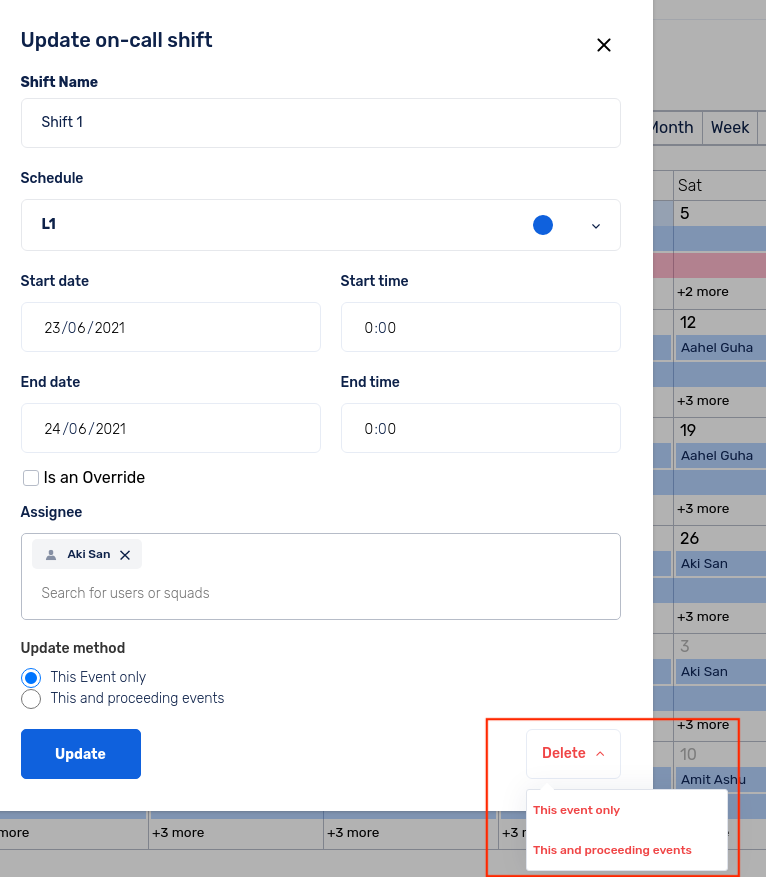 Update on-call shift
Shift Name
Shift 1
Month Week
Schedule
Sat
L1
5
Start date Start time
+2 more
23/06/2021 0:00
12
Aahel Guha
End date End time
+3 more
24/06/2021 0:00
19
Aahel Guha
Is an Override
Assignee
+3 more
Aki San
26
Aki San
Search for users or squads
+3 more
Update method
3
This Event only
Aki San
This and proceeding events
+3 more
Update
Delete
10
Amit Ashu
This event only
more +3 more +3 more
This and proceeding events